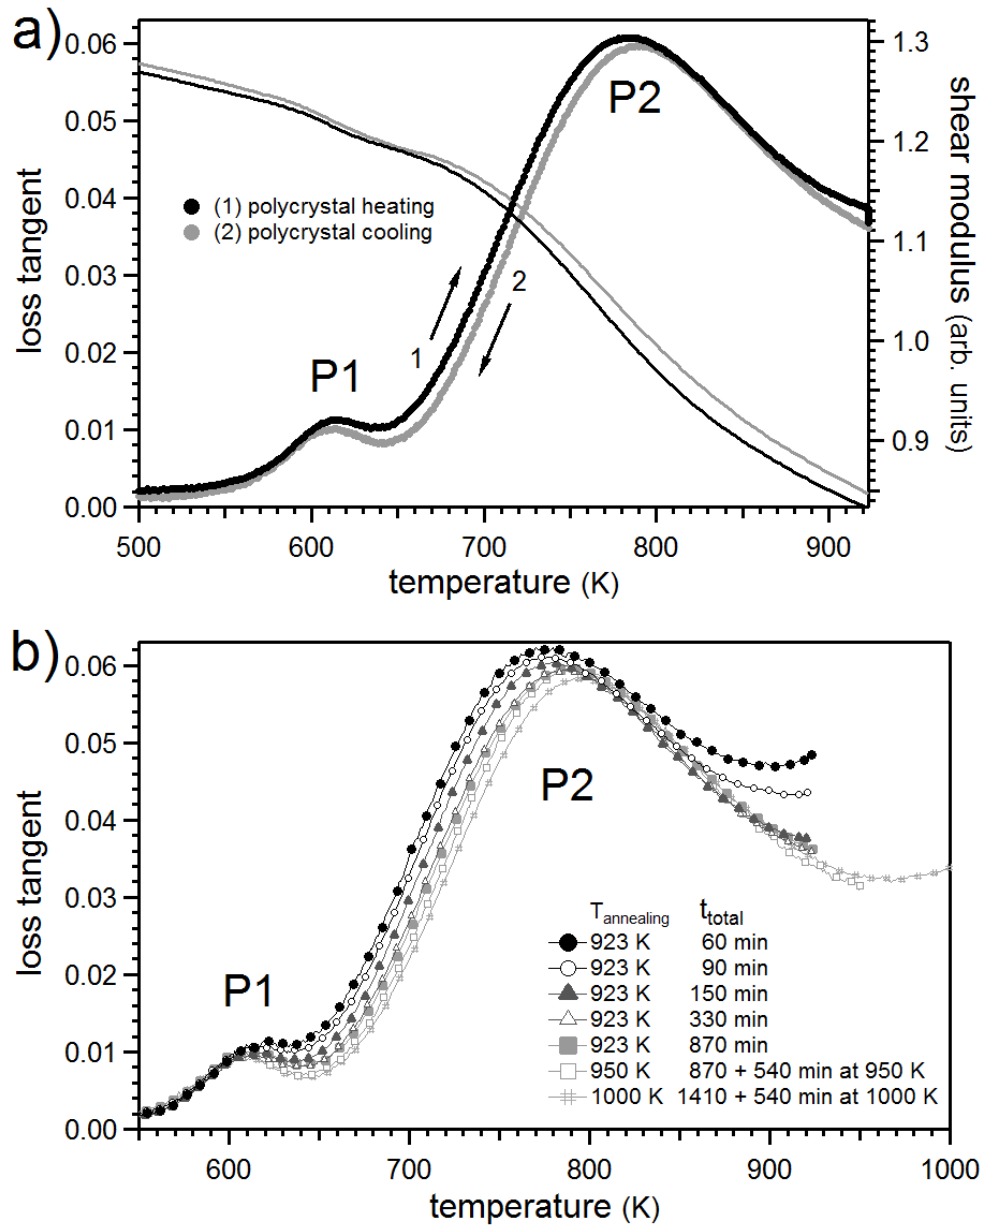 a)
0.06
0.05
0.04
0.03
0.02
0.01
0.00
loss tangent
1.3
1.2
1.1
1.0
0.9
shear modulus (arb. units)
P2
(1) polycrystal heating
(2) polycrystal cooling
2
1
P1
500 600 700 800 900
temperature (K)
b)
0.06
0.05
0.04
0.03
0.02
0.01
0.00
loss tangent
P2
P1
Tannealing ttotal
923 K 60 min
923 K 90 min
923 K 150 min
923 K 330 min
923 K 870 min
950 K 870 + 540 min at 950 K
1000 K 1410 + 540 min at 1000 K
600 700 800 900 1000
temperature (K)